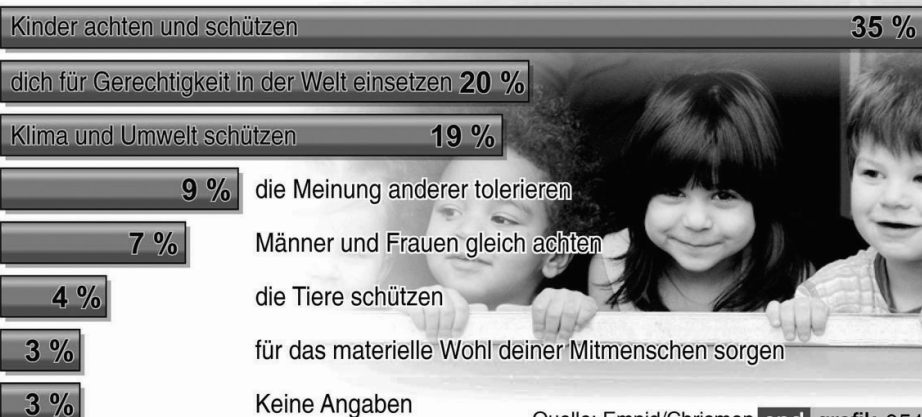 Kinder achten und schützen 35 %
dich für Gerechtigkeit in der Welt einsetzen 20 %
Klima und Umwelt schützen 19 %
9 % die Meinung anderer tolerieren
7 % Männer und Frauen gleich achten
4 % die Tiere schützen
3 % für das materielle Wohl deiner Mitmenschen sorgen
3 % Keine Angaben
Quelle: Emnid/Chrismon